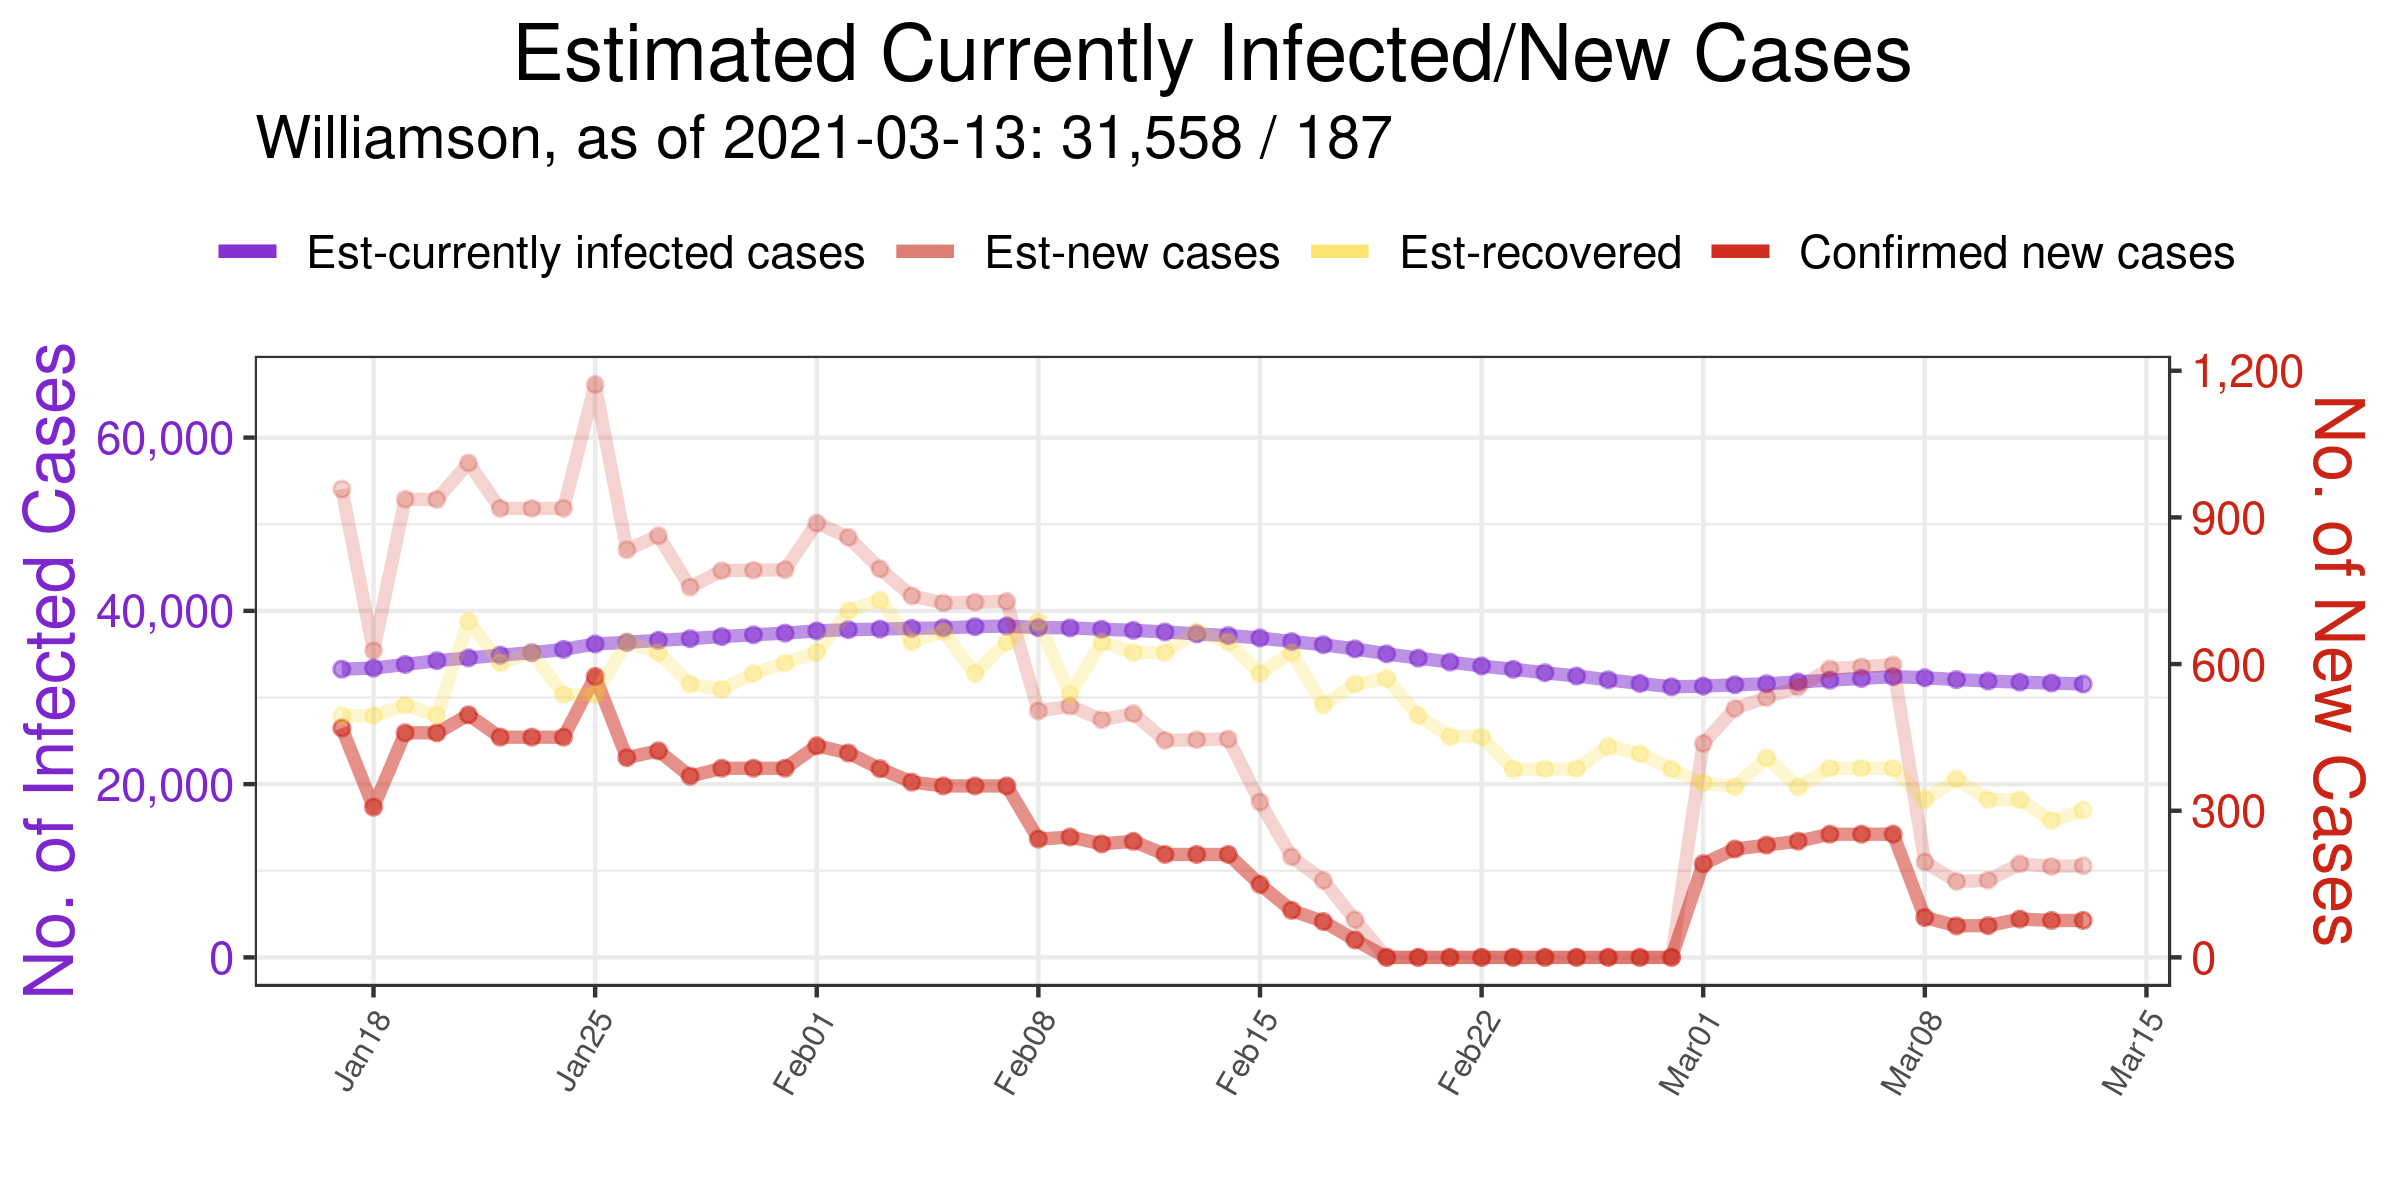 Estimated Currently Infected/New Cases
Williamson, as of 2021-03-13: 31,558 / 187
Est-currently infected cases Est-new cases Est-recovered Confirmed new cases
No. of Infected Cases
60,000
40,000
20,000
0
1,200
900
600
300
0
No. of New Cases
Jan18 Jan25 Feb01 Feb08 Feb15 Feb22 Mar01 Mar08 Mar15